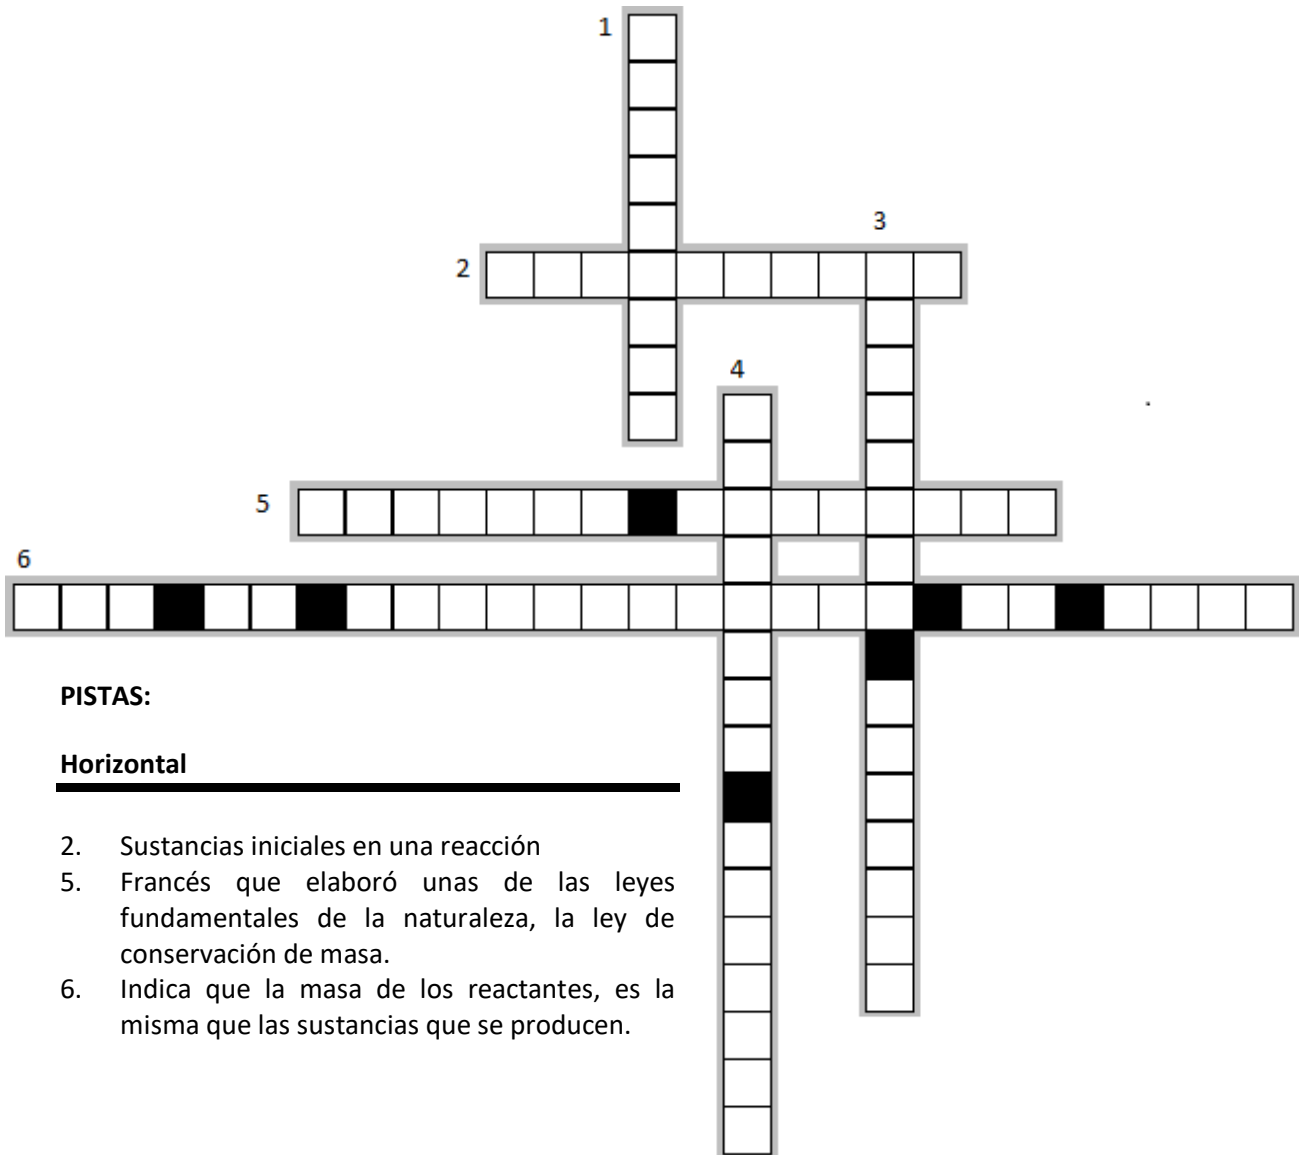 1
3
2
4
5
6
PISTAS:
Horizontal
2. Sustancias iniciales en una reacción
5. Francés que elaboró unas de las leyes
fundamentales de la naturaleza, la ley de
conservación de masa.
6. Indica que la masa de los reactantes, es la
misma que las sustancias que se producen.